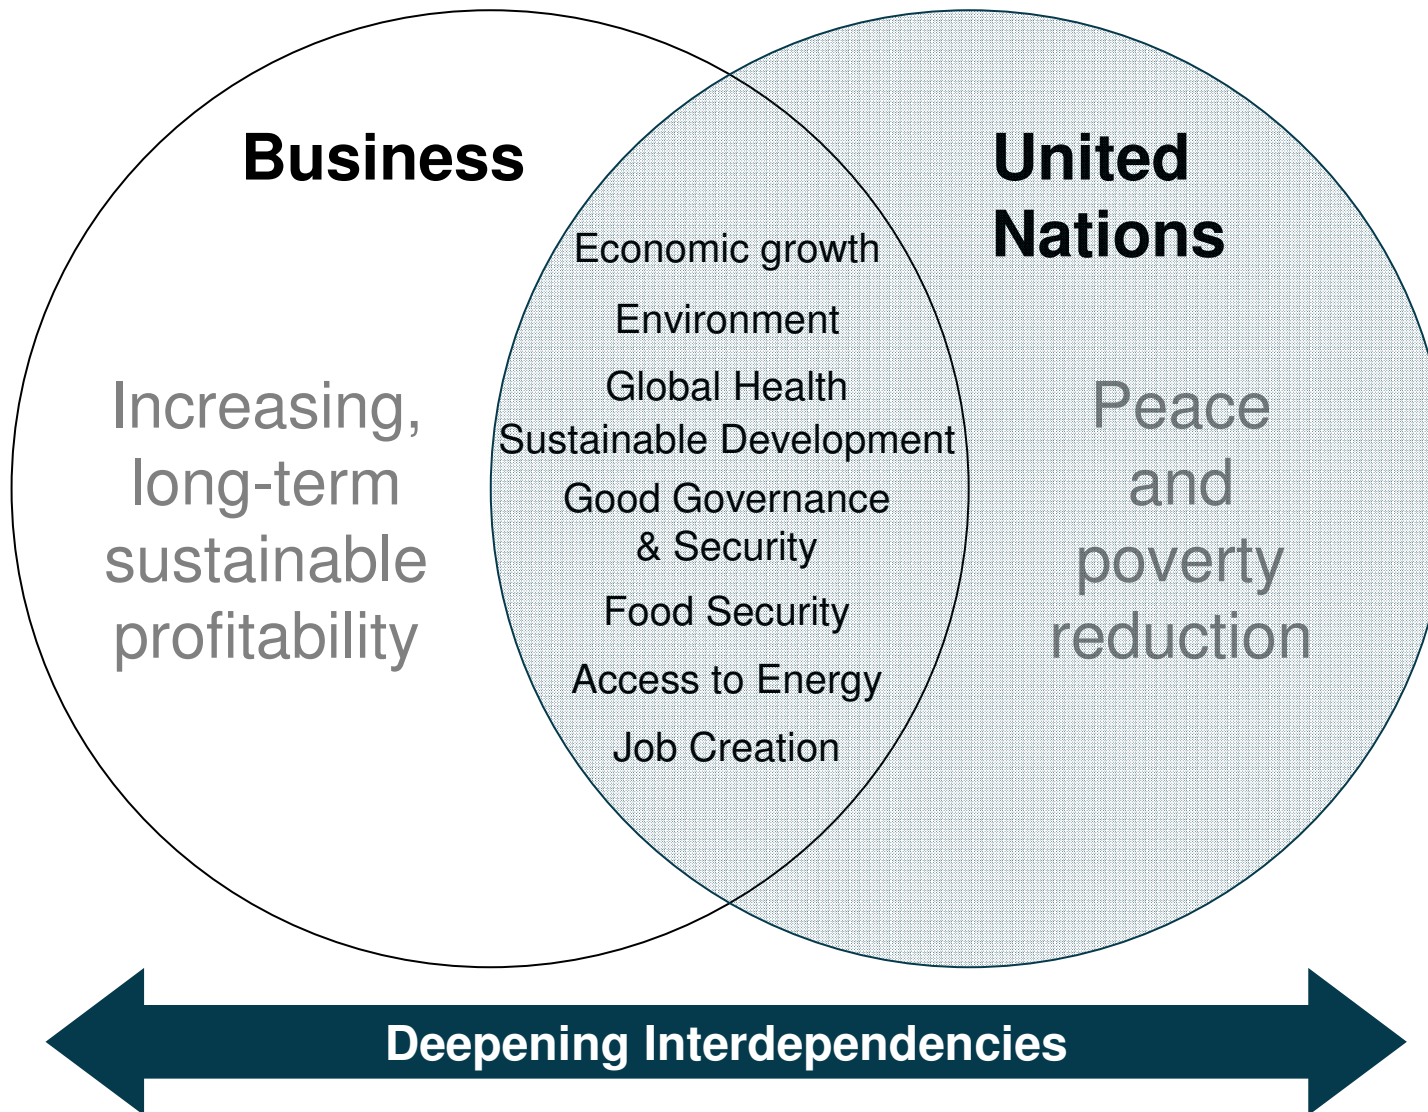 Business
United
Nations
Increasing,
long-term
sustainable
profitability
Economic growth
Environment
Global Health
Sustainable Development
Good Governance
& Security
Food Security
Access to Energy
Job Creation
Peace
and
poverty
reduction
Deepening Interdependencies